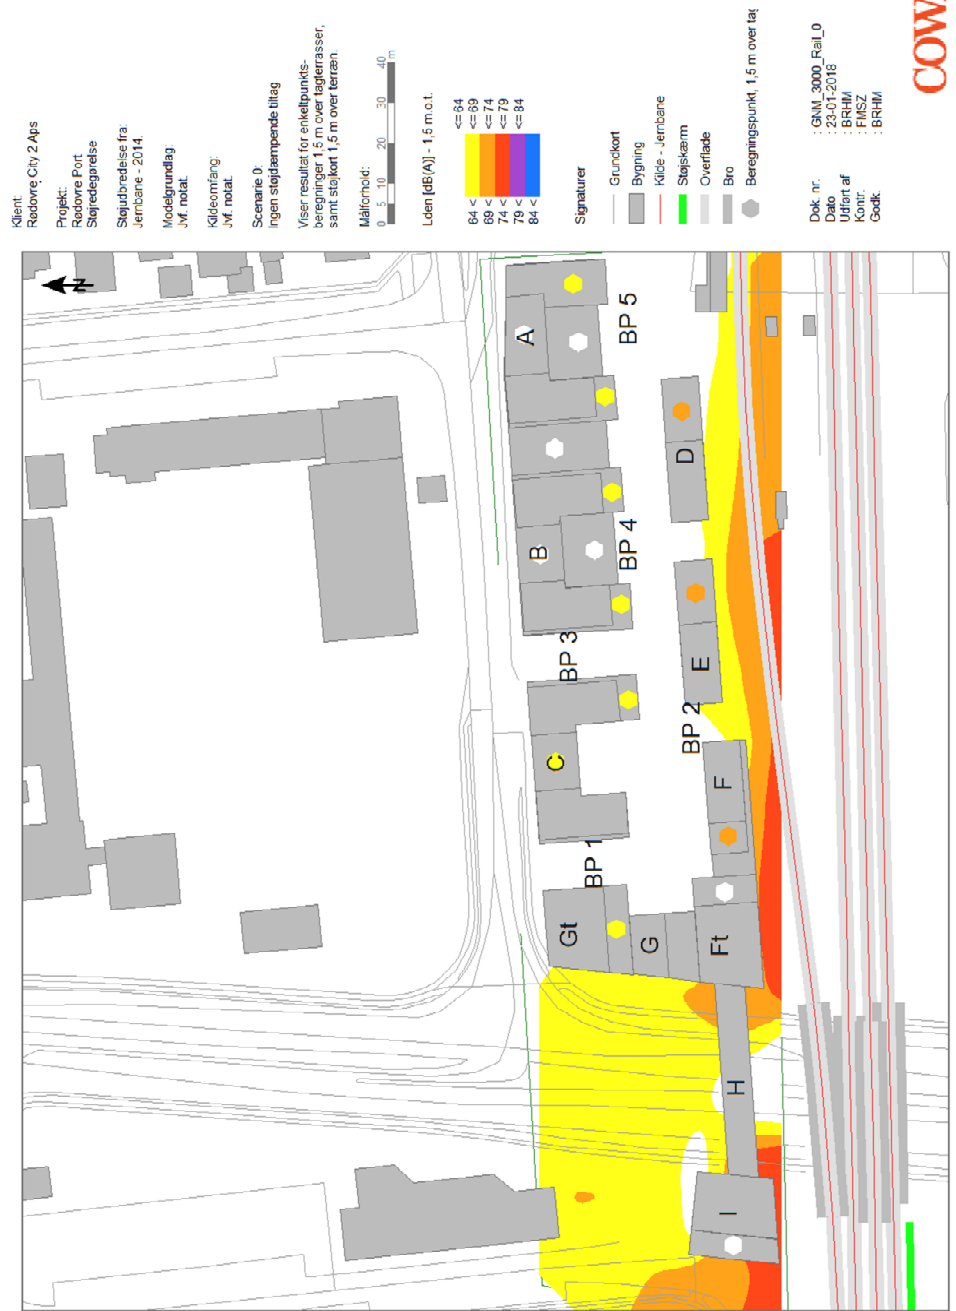 Klient:
Rødovre City 2 Aps
Projekt:
Rødovre Port
Støjredegørelse
Støjudbredelse fra:
Jernbane - 2014.
Modelgrundlag:
Jvf. notat.
Kildeomfang:
Jvf. notat.
Scenarie 0:
Ingen støjdæmpende tiltag
Viser resultat for enkeltpunkts-
beregninger 1,5 m over tagterrasser,
samt støjkort 1,5 m over terræn.
Målforhold:
0 5 10 20 30 40
m
Lden [dB(A)] - 1,5 m.o.t.
<= 64
64 < <= 69
69 < <= 74
74 < <= 79
79 < <= 84
84 <
Signaturer
Grundkort
Bygning
Kilde - Jernbane
Støjskærm
Overflade
Bro
Beregningspunkt, 1,5 m over tag
Dok. nr. : GNM_3000_Rail_0
Dato : 23-01-2018
Udført af : BRHM
Kontr. : FMSZ
Godk. : BRHM
COW
N
A
B
C
D
E
F
Ft
G
Gt
H
I
BP 1
BP 2
BP 3
BP 4
BP 5